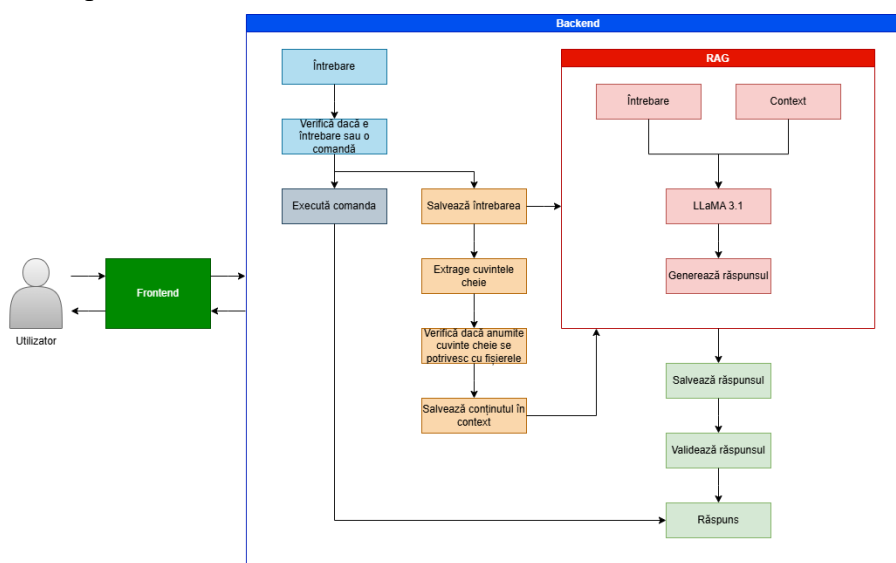 Backend
Întrebare
Verifică dacă e
întrebare sau o
comandă
Execută comanda
Salvează întrebarea
Extrage cuvintele
cheie
Verifică dacă anumite
cuvinte cheie se
potrivesc cu fișierele
Salvează conținutul în
context
RAG
Întrebare
Context
LLaMA 3.1
Generează răspunsul
Salvează răspunsul
Validează răspunsul
Răspuns
Frontend
Utilizator